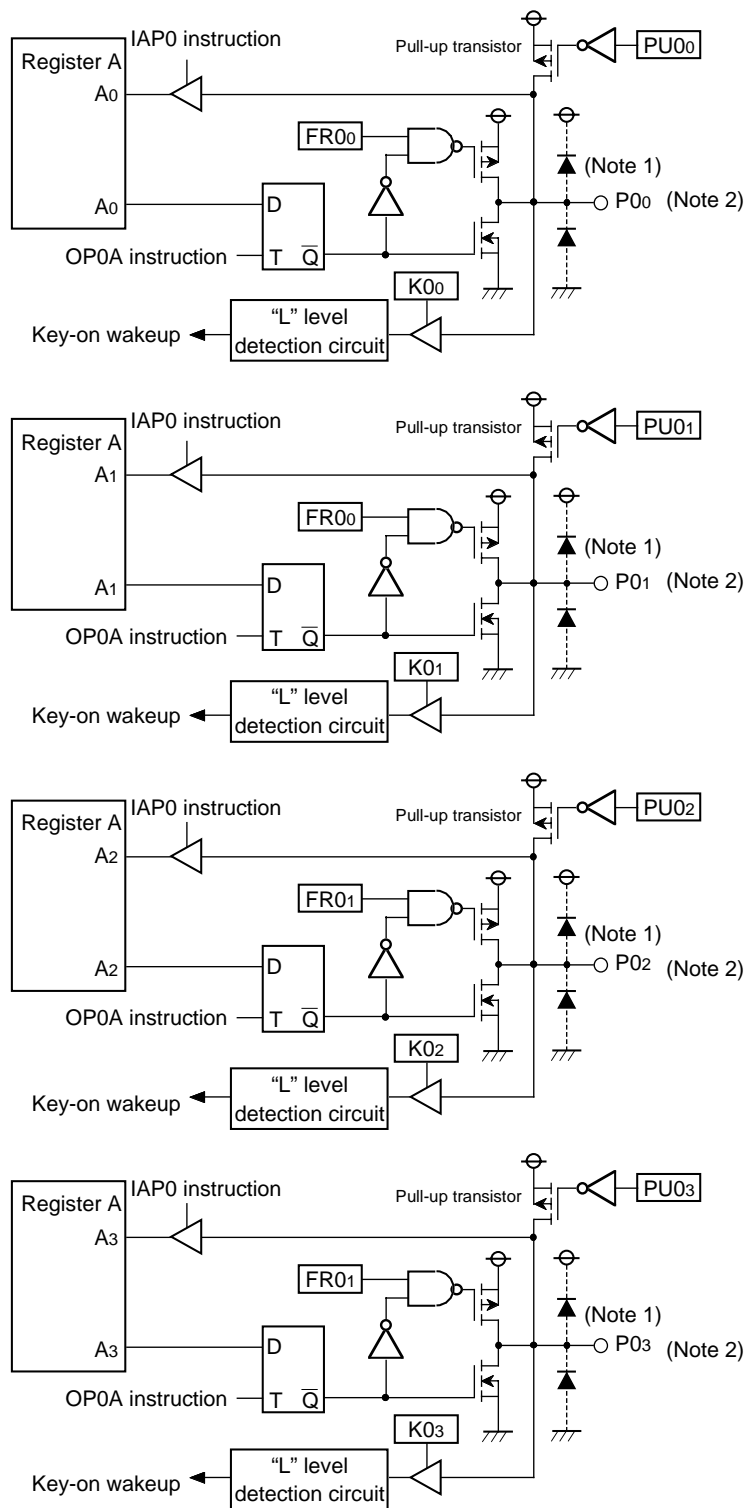 IAP0 instruction
Register A
Pull-up transistor
PU00
A0
FR00
(Note 1)
A0
D
P00 (Note 2)
OP0A instruction
T Q̅
K00
Key-on wakeup
“L” level
detection circuit
IAP0 instruction
Register A
Pull-up transistor
PU01
A1
FR00
(Note 1)
A1
D
P01 (Note 2)
OP0A instruction
T Q̅
K01
Key-on wakeup
“L” level
detection circuit
IAP0 instruction
Register A
Pull-up transistor
PU02
A2
FR01
(Note 1)
A2
D
P02 (Note 2)
OP0A instruction
T Q̅
K02
Key-on wakeup
“L” level
detection circuit
IAP0 instruction
Register A
Pull-up transistor
PU03
A3
FR01
(Note 1)
A3
D
P03 (Note 2)
OP0A instruction
T Q̅
K03
Key-on wakeup
“L” level
detection circuit